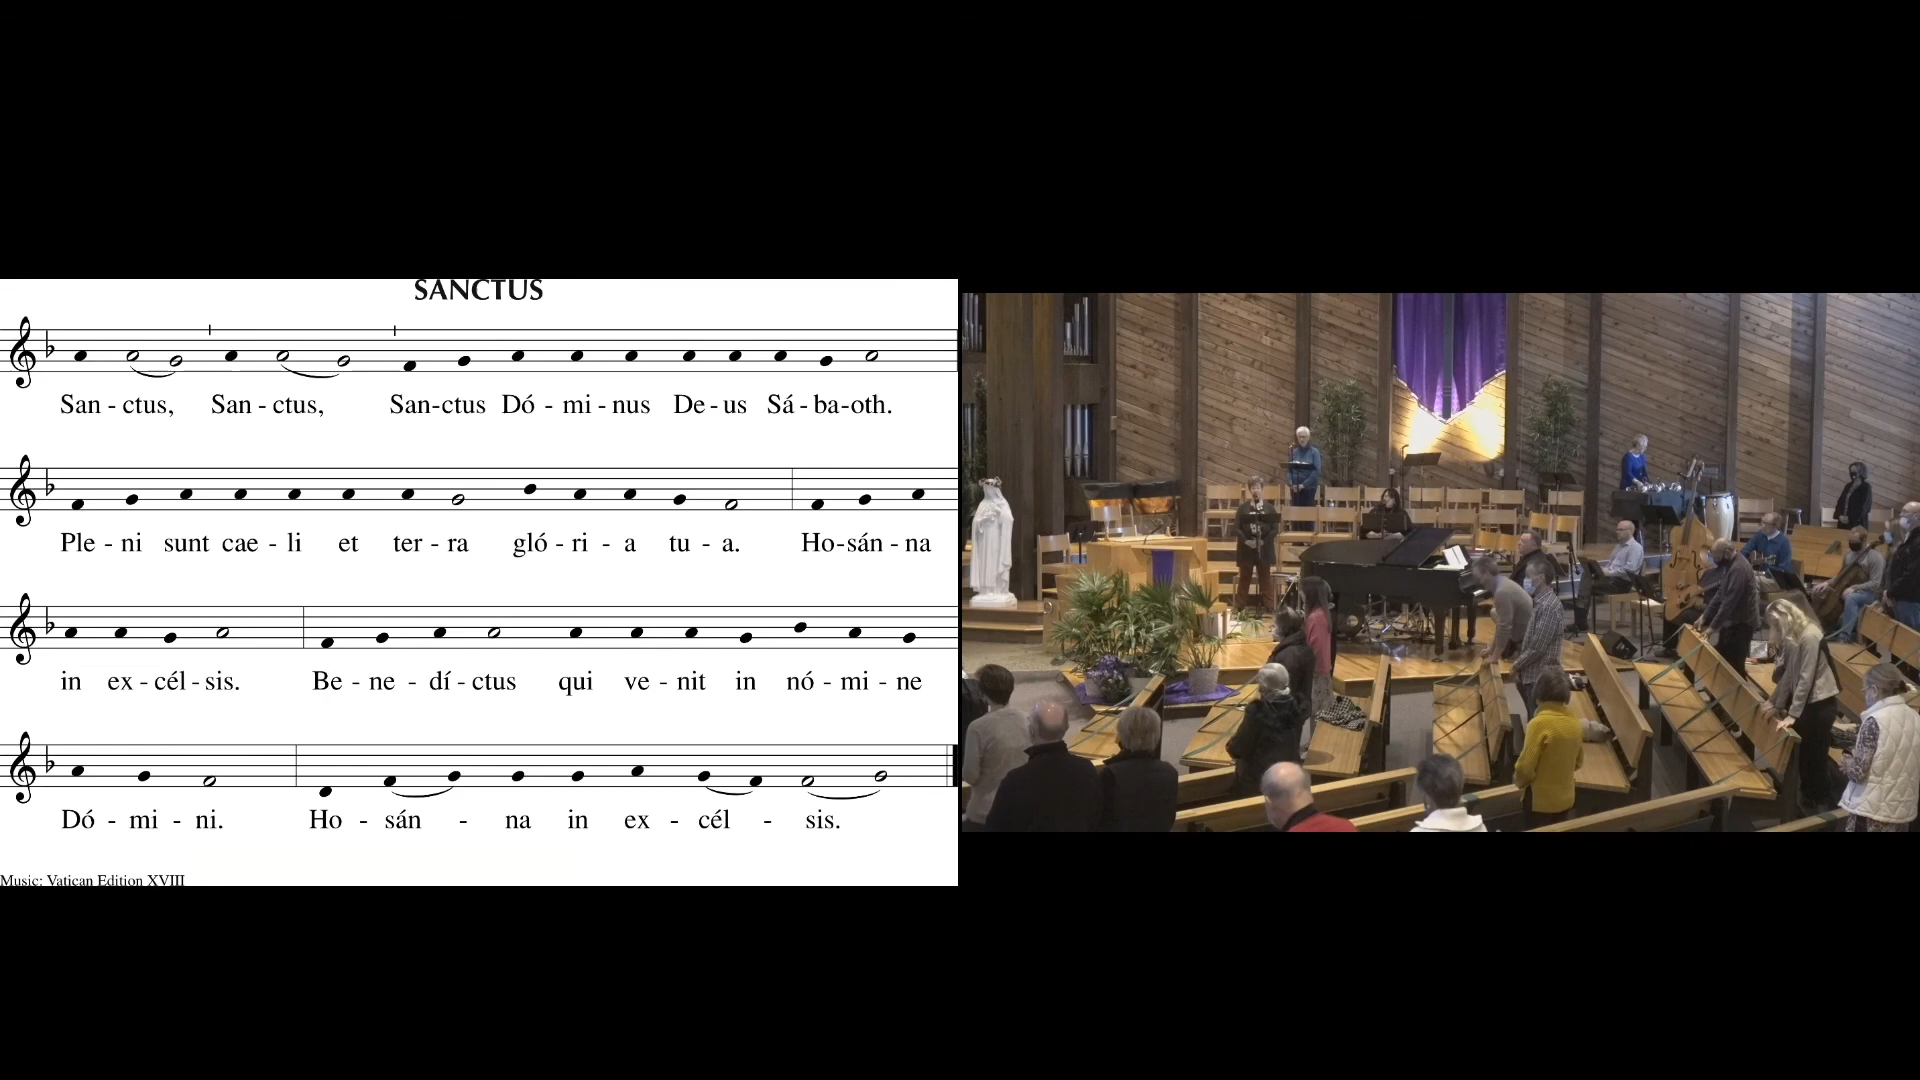 SANCTUS
San - ctus, San - ctus, San-ctus Dó - mi - nus De - us Sá - ba-oth.
Ple - ni sunt cae - li et ter - ra gló - ri - a tu - a. Ho-sán - na
in ex - cél - sis. Be - ne - dí - ctus qui ve - nit in nó - mi - ne
Dó - mi - ni. Ho - sán - na in ex - cél - sis.
Music: Vatican Edition XVIII